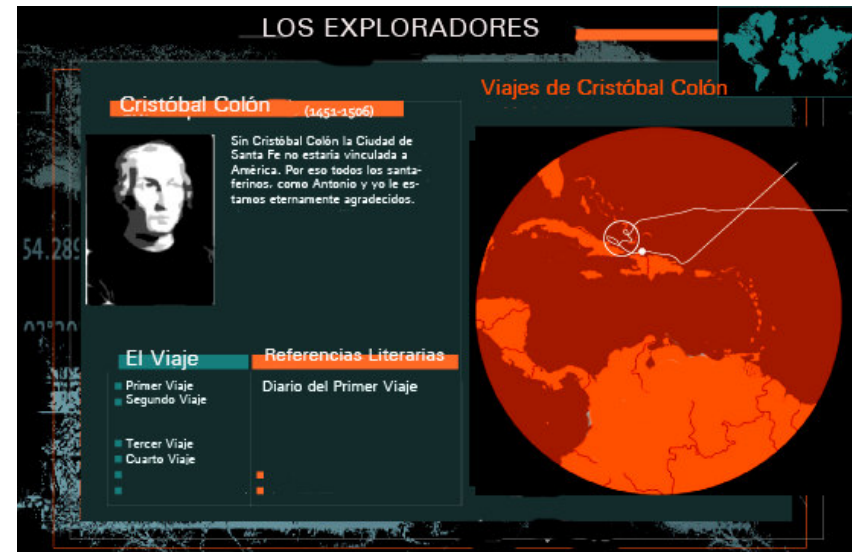 LOS EXPLORADORES
Viajes de Cristóbal Colón
Cristóbal Colón (1451-1506)
Sin Cristóbal Colón la Ciudad de
Santa Fe no estaria vinculada a
Amèrica. Por eso todos los santa-
ferinos, como Antonio y yo le es-
tamos eternamente agradecidos.
54.289
El Viaje
Primer Viaje
Segundo Viaje
Tercer Viaje
Cuarto Viaje
Referencias Literarias
Diario del Primer Viaje